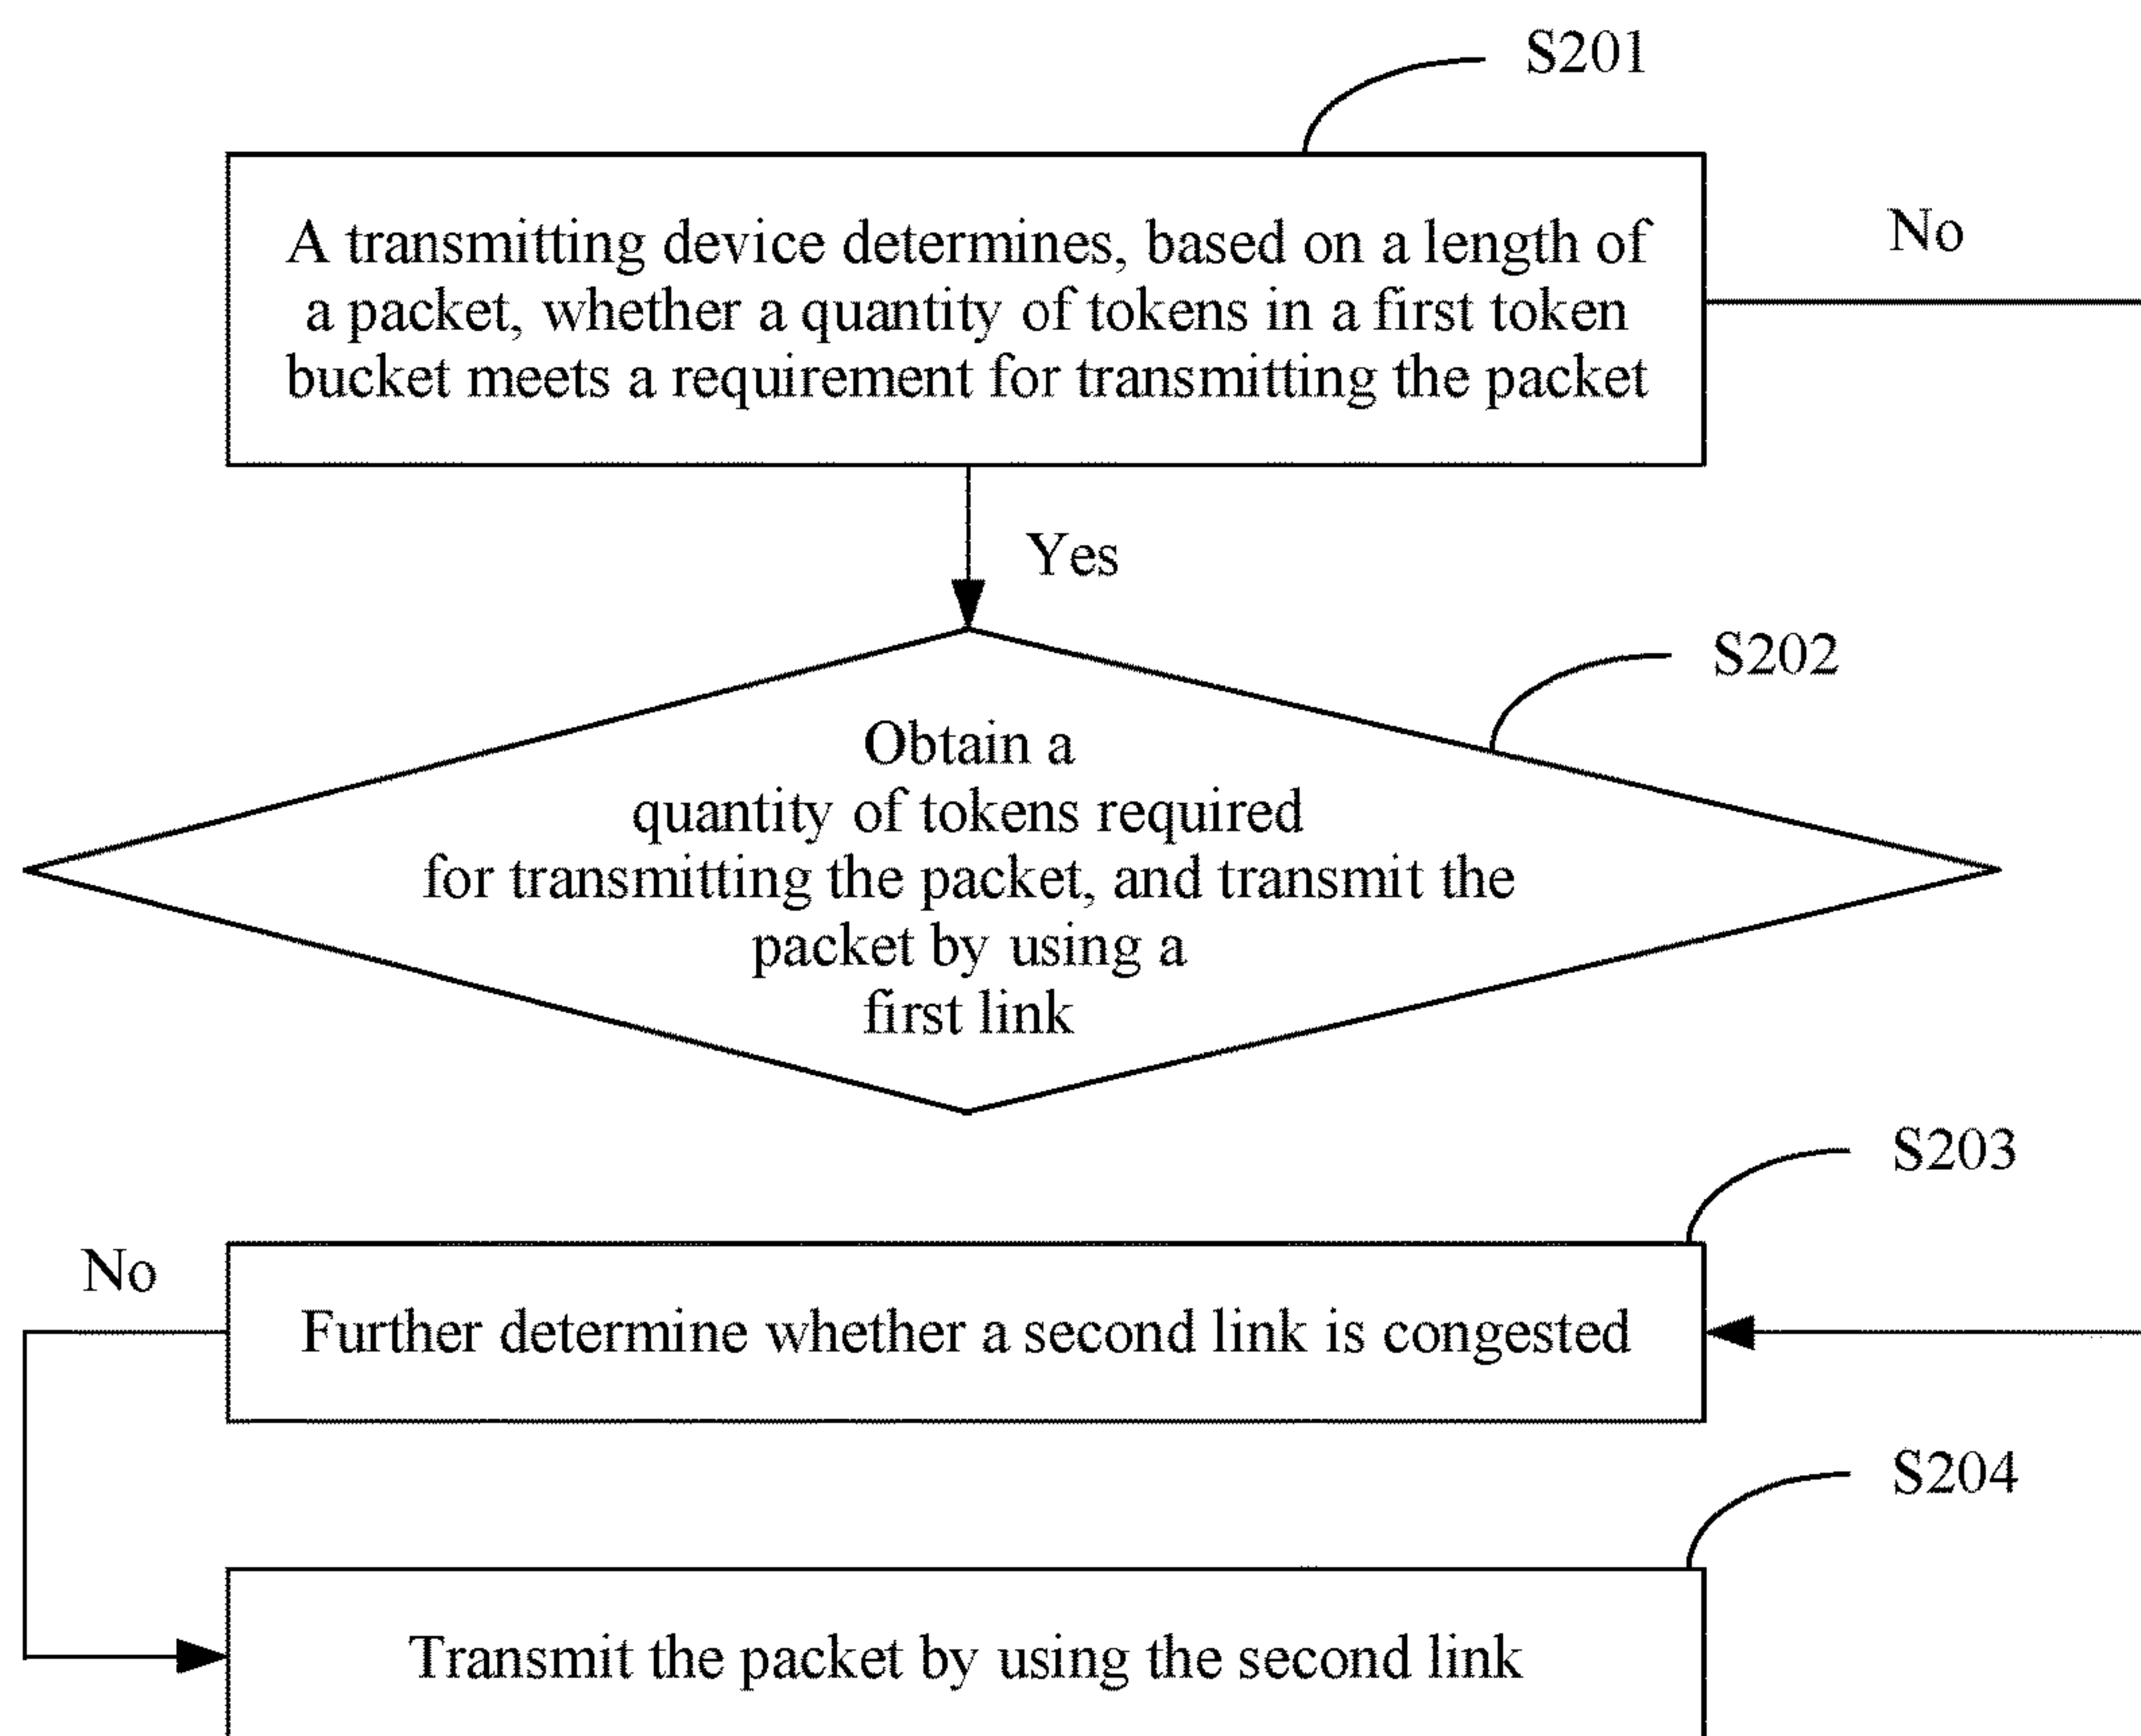 S201
A transmitting device determines, based on a length of
a packet, whether a quantity of tokens in a first token
bucket meets a requirement for transmitting the packet
No
Yes
S202
Obtain a
quantity of tokens required
for transmitting the packet, and transmit the
packet by using a
first link
S203
No
Further determine whether a second link is congested
S204
Transmit the packet by using the second link